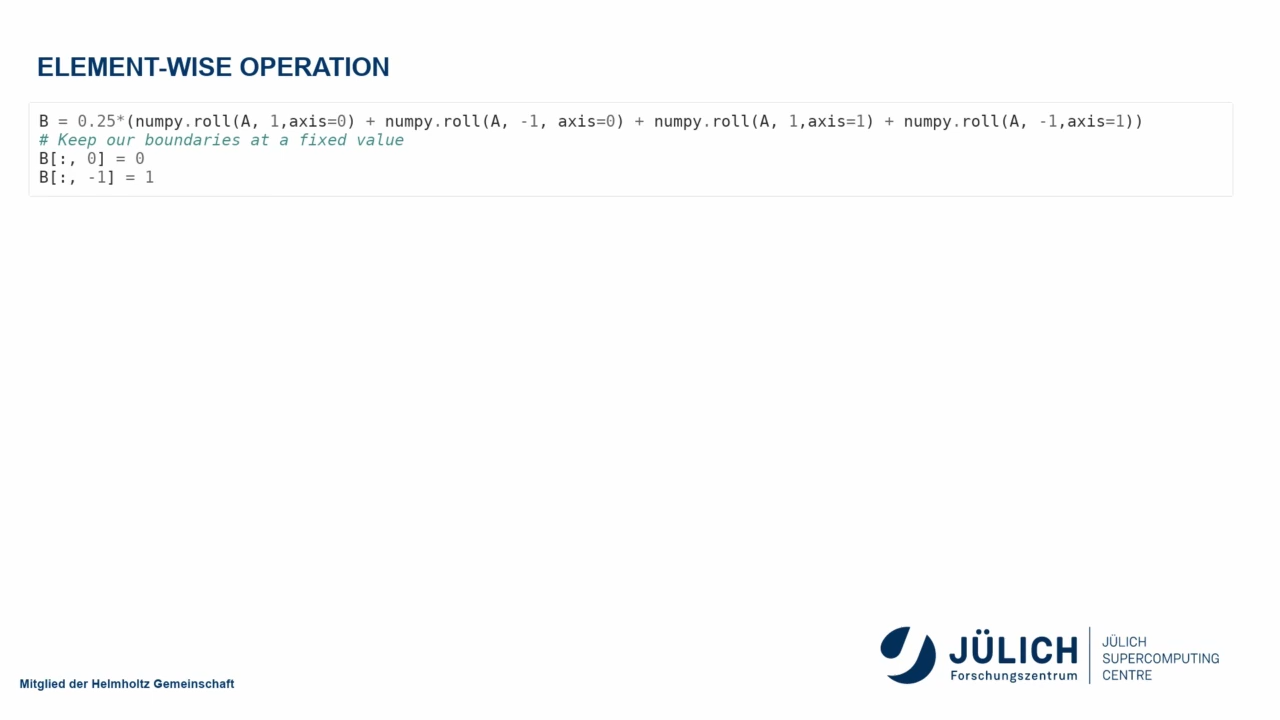 ELEMENT-WISE OPERATION
B = 0.25*(numpy.roll(A, 1,axis=0) + numpy.roll(A, -1, axis=0) + numpy.roll(A, 1,axis=1) + numpy.roll(A, -1,axis=1))
# Keep our boundaries at a fixed value
B[:, 0] = 0
B[:, -1] = 1
JÜLICH
Forschungszentrum
JÜLICH
SUPERCOMPUTING
CENTRE
Mitglied der Helmholtz Gemeinschaft